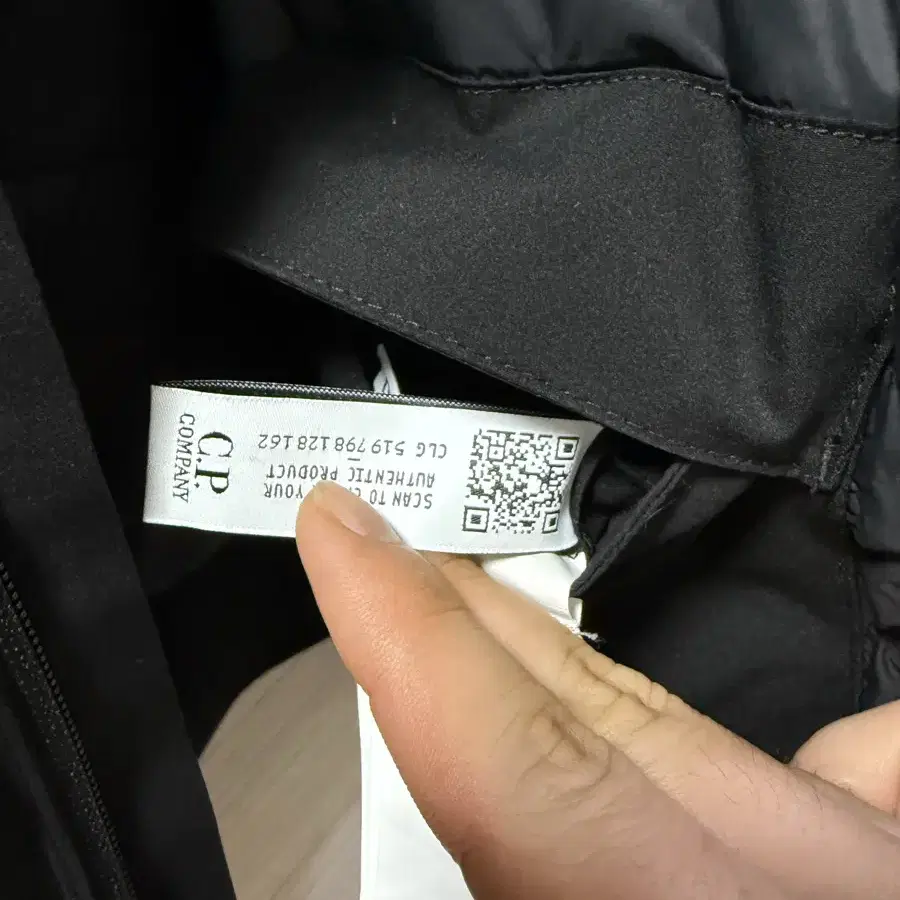 SCAN TO YOUR
AUTHENTIC PRODUCT
CLG 519 798 128 162
C.P.
COMPANY